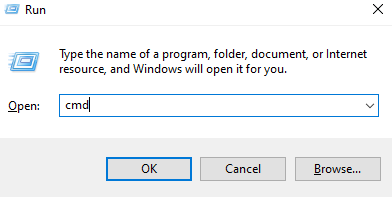 Run
Type the name of a program, folder, document, or Internet
resource, and Windows will open it for you.
Open: cmd
OK Cancel Browse...